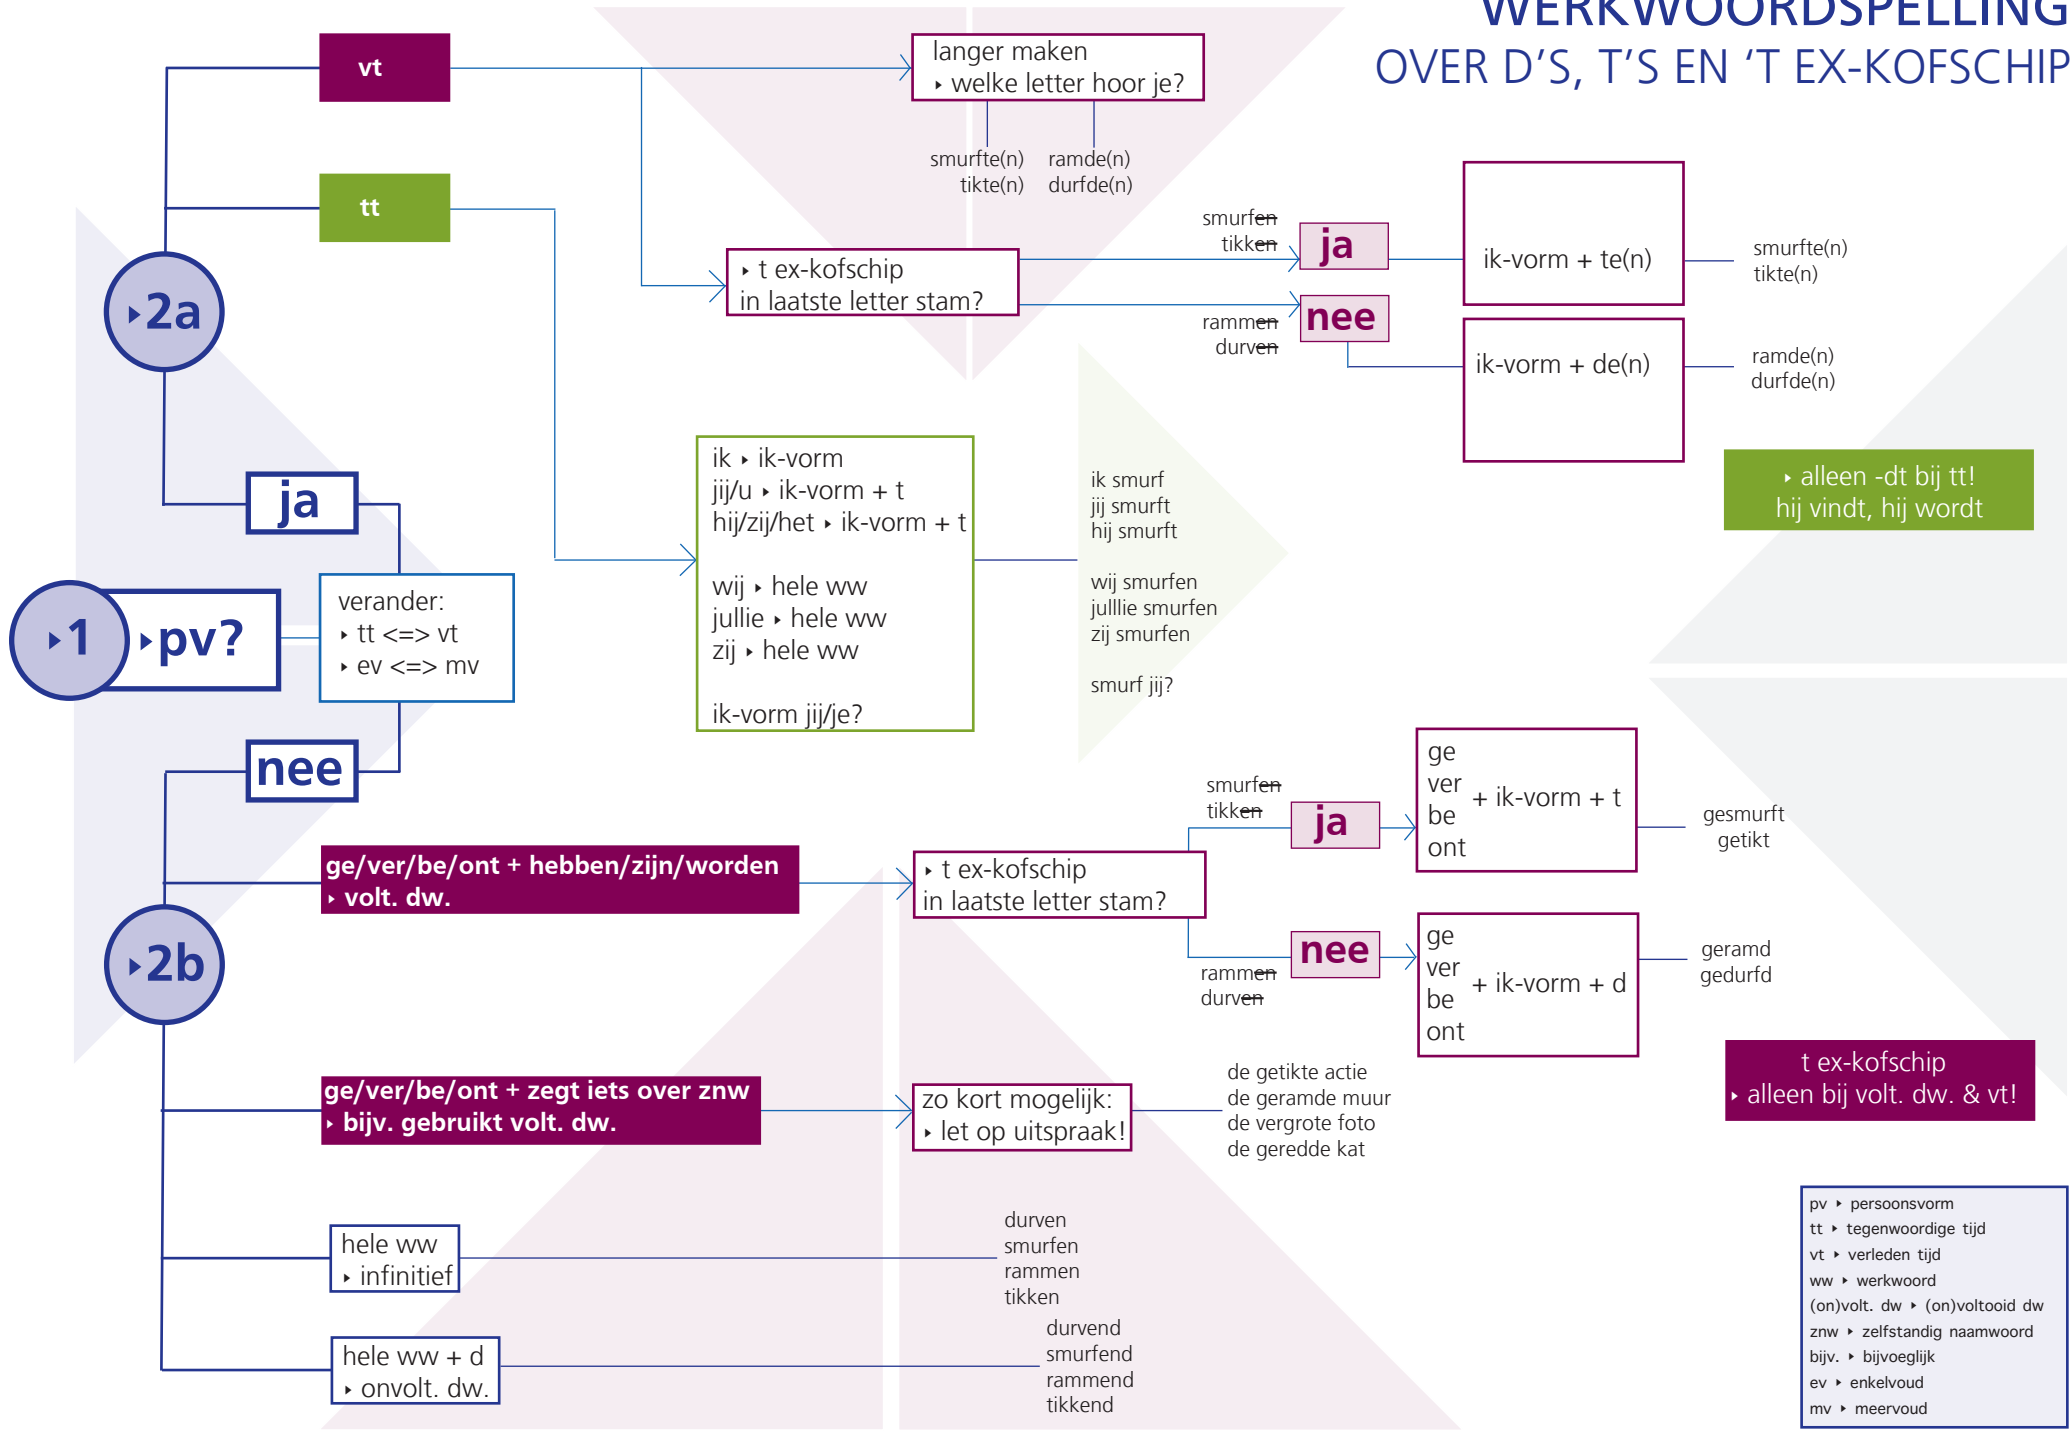 WERKWOORDSPELLING
OVER D'S, T'S EN 'T EX-KOFSCHIP
vt
langer maken
▸ welke letter hoor je?
smurfte(n)
tikte(n)
ramde(n)
durfde(n)
tt
▸ t ex-kofschip
in laatste letter stam?
smurfen
tikken
ja
ik-vorm + te(n)
smurfte(n)
tikte(n)
rammen
durven
nee
ik-vorm + de(n)
ramde(n)
durfde(n)
▸2a
ja
ik ▸ ik-vorm
jij/u ▸ ik-vorm + t
hij/zij/het ▸ ik-vorm + t
wij ▸ hele ww
jullie ▸ hele ww
zij ▸ hele ww
ik-vorm jij/je?
ik smurf
jij smurft
hij smurft
wij smurfen
julllie smurfen
zij smurfen
smurf jij?
▸ alleen -dt bij tt!
hij vindt, hij wordt
▸1
▸pv?
verander:
▸ tt <=> vt
▸ ev <=> mv
nee
▸2b
ge/ver/be/ont + hebben/zijn/worden
▸ volt. dw.
▸ t ex-kofschip
in laatste letter stam?
smurfen
tikken
ja
ge
ver
be
ont
+ ik-vorm + t
gesmurft
getikt
rammen
durven
nee
ge
ver
be
ont
+ ik-vorm + d
geramd
gedurfd
t ex-kofschip
▸ alleen bij volt. dw. & vt!
ge/ver/be/ont + zegt iets over znw
▸ bijv. gebruikt volt. dw.
zo kort mogelijk:
▸ let op uitspraak!
de getikte actie
de geramde muur
de vergrote foto
de geredde kat
hele ww
▸ infinitief
durven
smurfen
rammen
tikken
hele ww + d
▸ onvolt. dw.
durvend
smurfend
rammend
tikkend
pv ▸ persoonsvorm
tt ▸ tegenwoordige tijd
vt ▸ verleden tijd
ww ▸ werkwoord
(on)volt. dw ▸ (on)voltooid dw
znw ▸ zelfstandig naamwoord
bijv. ▸ bijvoeglijk
ev ▸ enkelvoud
mv ▸ meervoud